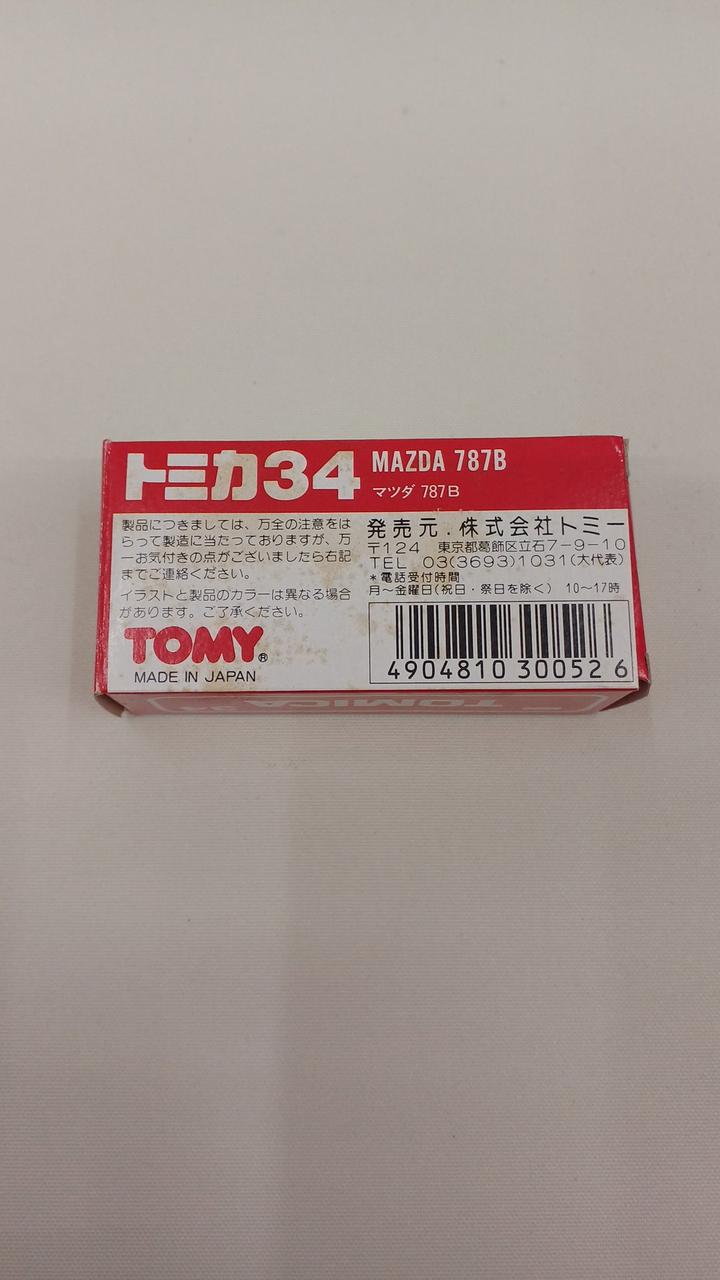 トミカ34 MAZDA 787B
マツダ 787B
製品につきましては、万全の注意をは
らって製造に当たっておりますが、万
一お気付きの点がございましたら右記
までご連絡ください。
イラストと製品のカラーは異なる場合
があります。ご了承ください。
TOMY®
MADE IN JAPAN
発売元.株式会社トミー
〒124 東京都葛飾区立石7-9-10
TEL 03(3693)1031(大代表)
*電話受付時間
月~金曜日(祝日・祭日を除く) 10~17時
4904810300526
TOMICA